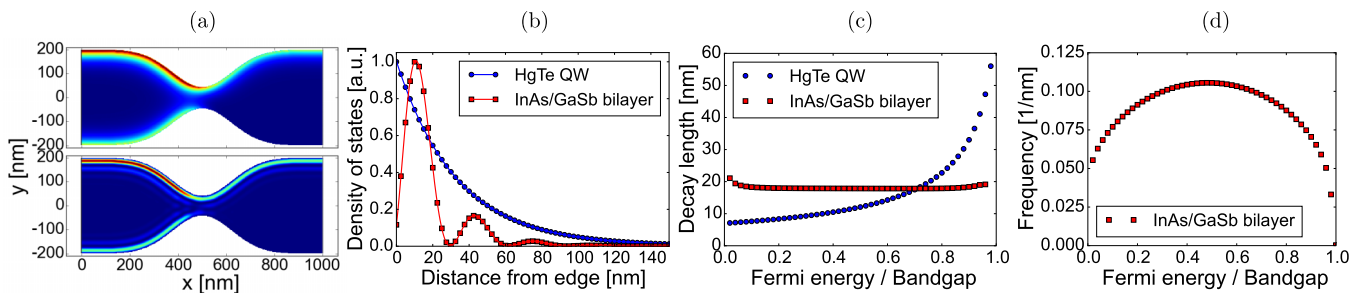 (a)
200
100
0
-100
-200
200
100
0
-100
-200
0 200 400 600 800 1000
x [nm]
y [nm]
(b)
Density of states [a.u.]
1.0
0.8
0.6
0.4
0.2
0.0
HgTe QW
InAs/GaSb bilayer
0 20 40 60 80 100 120 140
Distance from edge [nm]
(c)
Decay length [nm]
60
50
40
30
20
10
0
HgTe QW
InAs/GaSb bilayer
0.0 0.2 0.4 0.6 0.8 1.0
Fermi energy / Bandgap
(d)
Frequency [1/nm]
0.125
0.100
0.075
0.050
0.025
0.000
InAs/GaSb bilayer
0.0 0.2 0.4 0.6 0.8 1.0
Fermi energy / Bandgap